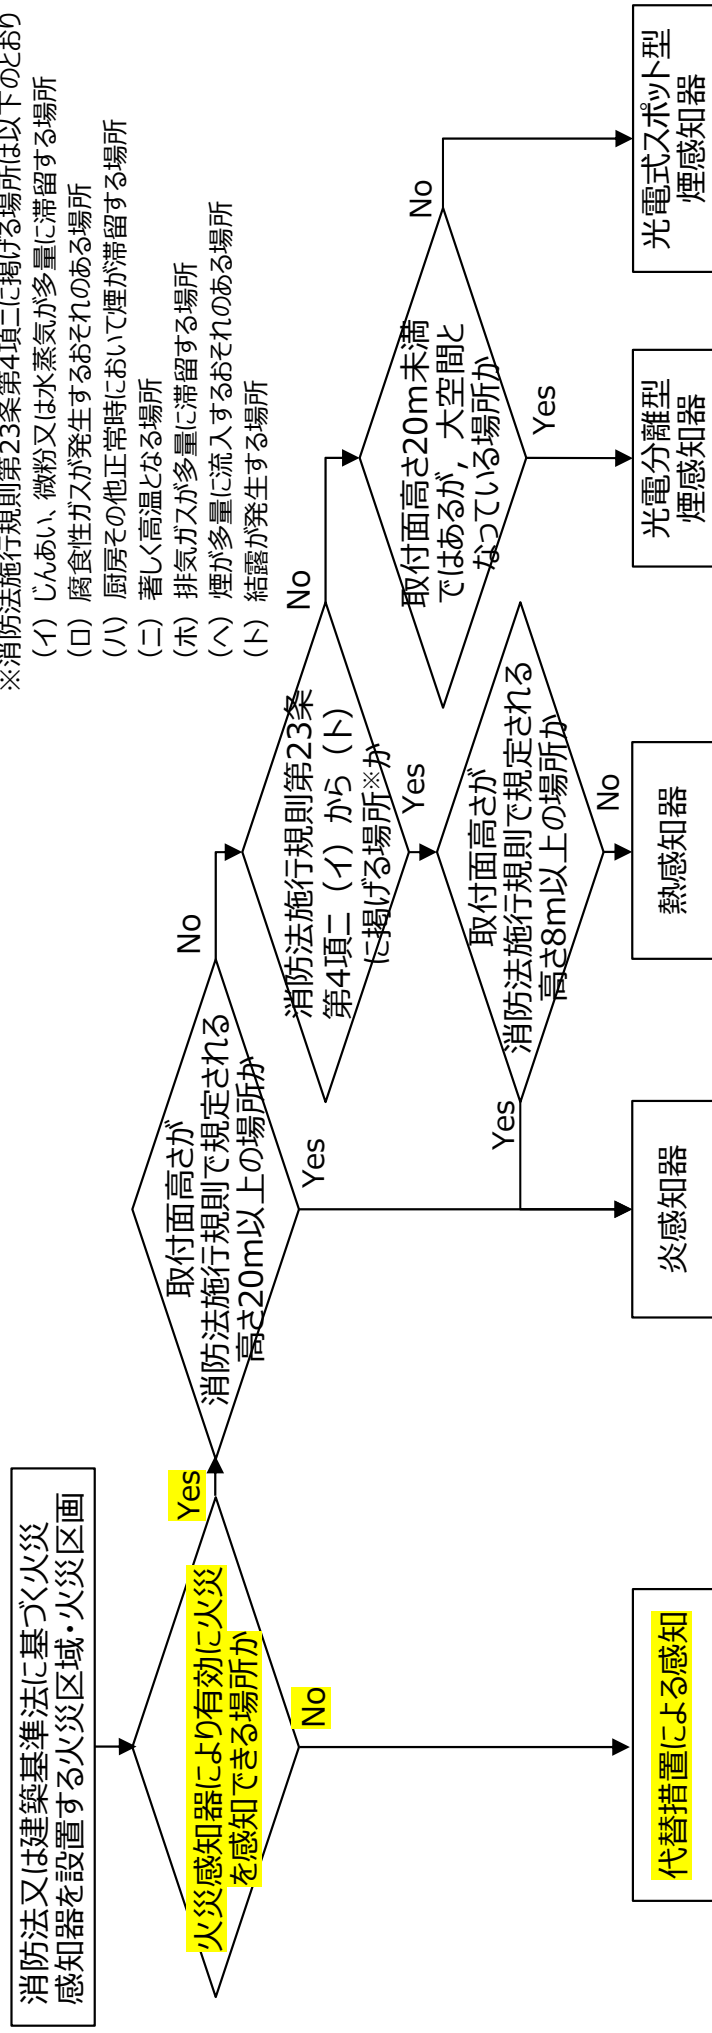 消防法又は建築基準法に基づく火災
感知器を設置する火災区域・火災区画
火災感知器により有効に火災
を感知できる場所か
Yes
No
代替措置による感知
取付面高さが
消防法施行規則で規定される
高さ20m以上の場所か
No
Yes
炎感知器
消防法施行規則第23条
第4項ニ（イ）から（ト）
に掲げる場所※か
No
Yes
取付面高さが
消防法施行規則で規定される
高さ8m以上の場所か
Yes
No
熱感知器
取付面高さ20m未満
ではあるが，大空間と
なっている場所か
No
Yes
光電分離型
煙感知器
光電式スポット型
煙感知器
※消防法施行規則第23条第4項ニに掲げる場所は以下のとおり
（イ）じんあい、微粉又は水蒸気が多量に滞留する場所
（ロ）腐食性ガスが発生するおそれのある場所
（ハ）厨房その他正常時において煙が滞留する場所
（ニ）著しく高温となる場所
（ホ）排気ガスが多量に滞留する場所
（ヘ）煙が多量に流入するおそれのある場所
（ト）結露が発生する場所